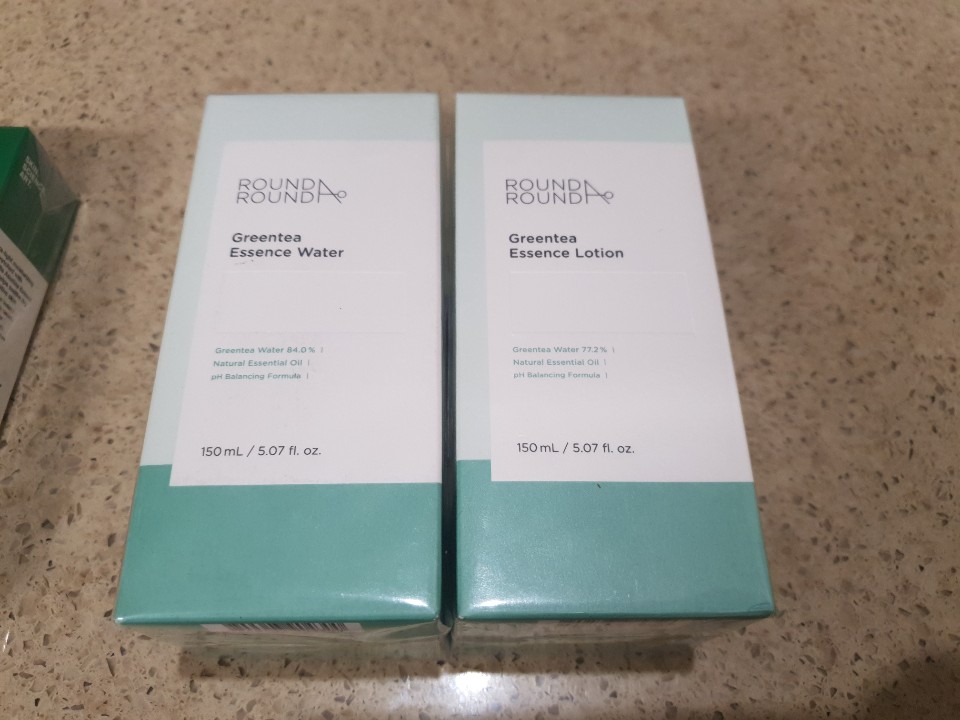 ROUND A
ROUND
Greentea
Essence Water
Greentea Water 84.0% |
Natural Essential Oil |
pH Balancing Formula |
150 mL / 5.07 fl. oz.
ROUND A
ROUND
Greentea
Essence Lotion
Greentea Water 77.2% |
Natural Essential Oil |
pH Balancing Formula |
150 mL / 5.07 fl. oz.